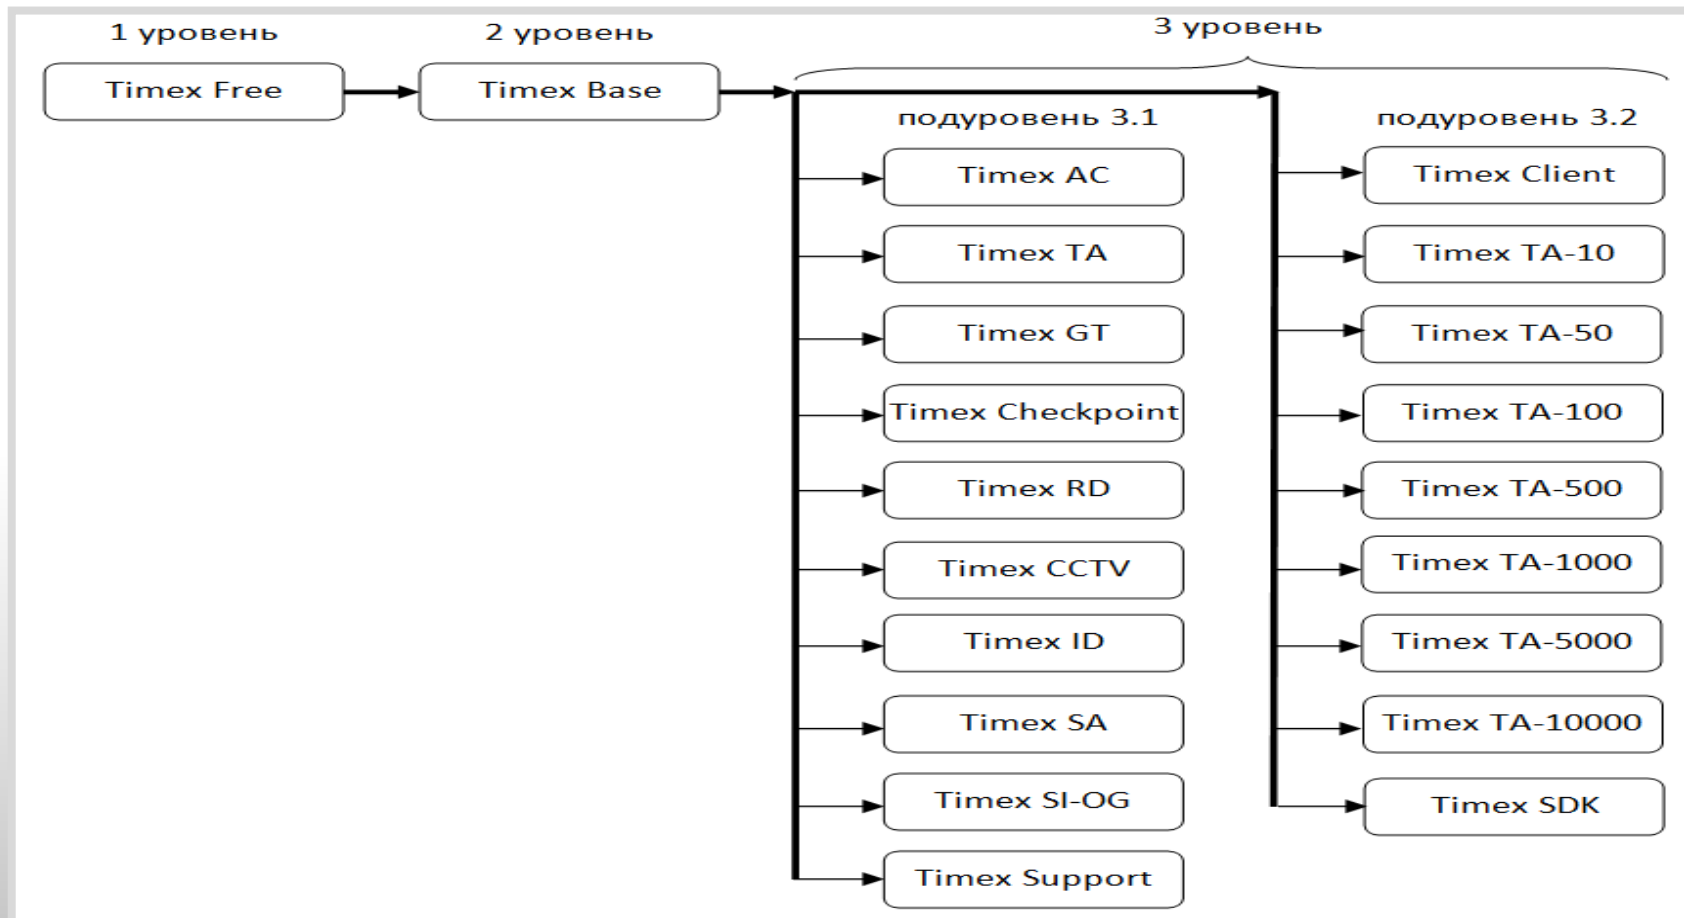 1 уровень
2 уровень
3 уровень
Timex Free
Timex Base
подуровень 3.1
Timex AC
Timex TA
Timex GT
Timex Checkpoint
Timex RD
Timex CCTV
Timex ID
Timex SA
Timex SI-OG
Timex Support
подуровень 3.2
Timex Client
Timex TA-10
Timex TA-50
Timex TA-100
Timex TA-500
Timex TA-1000
Timex TA-5000
Timex TA-10000
Timex SDK